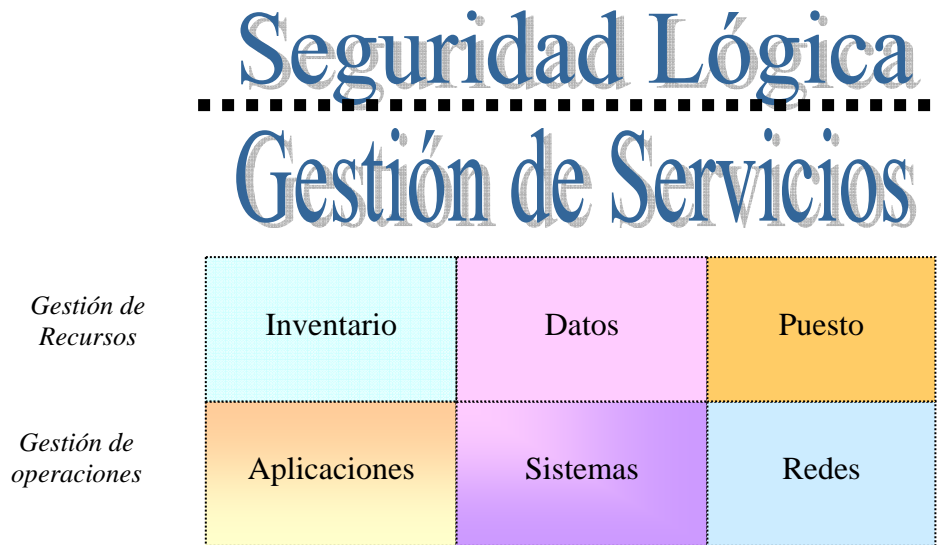 Seguridad Lógica
Gestión de Servicios
Gestión de
Recursos
Inventario
Datos
Puesto
Gestión de
operaciones
Aplicaciones
Sistemas
Redes